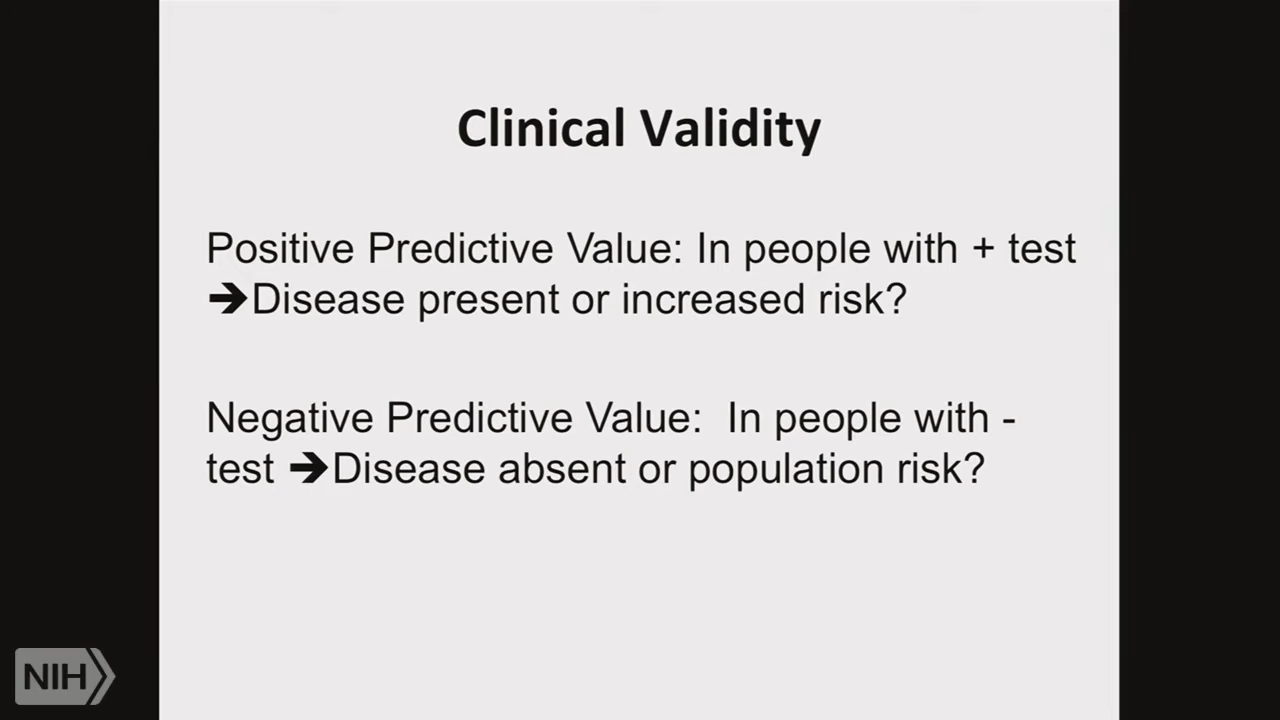 Clinical Validity
Positive Predictive Value: In people with + test
➔Disease present or increased risk?
Negative Predictive Value:  In people with -
test ➔Disease absent or population risk?
NIH